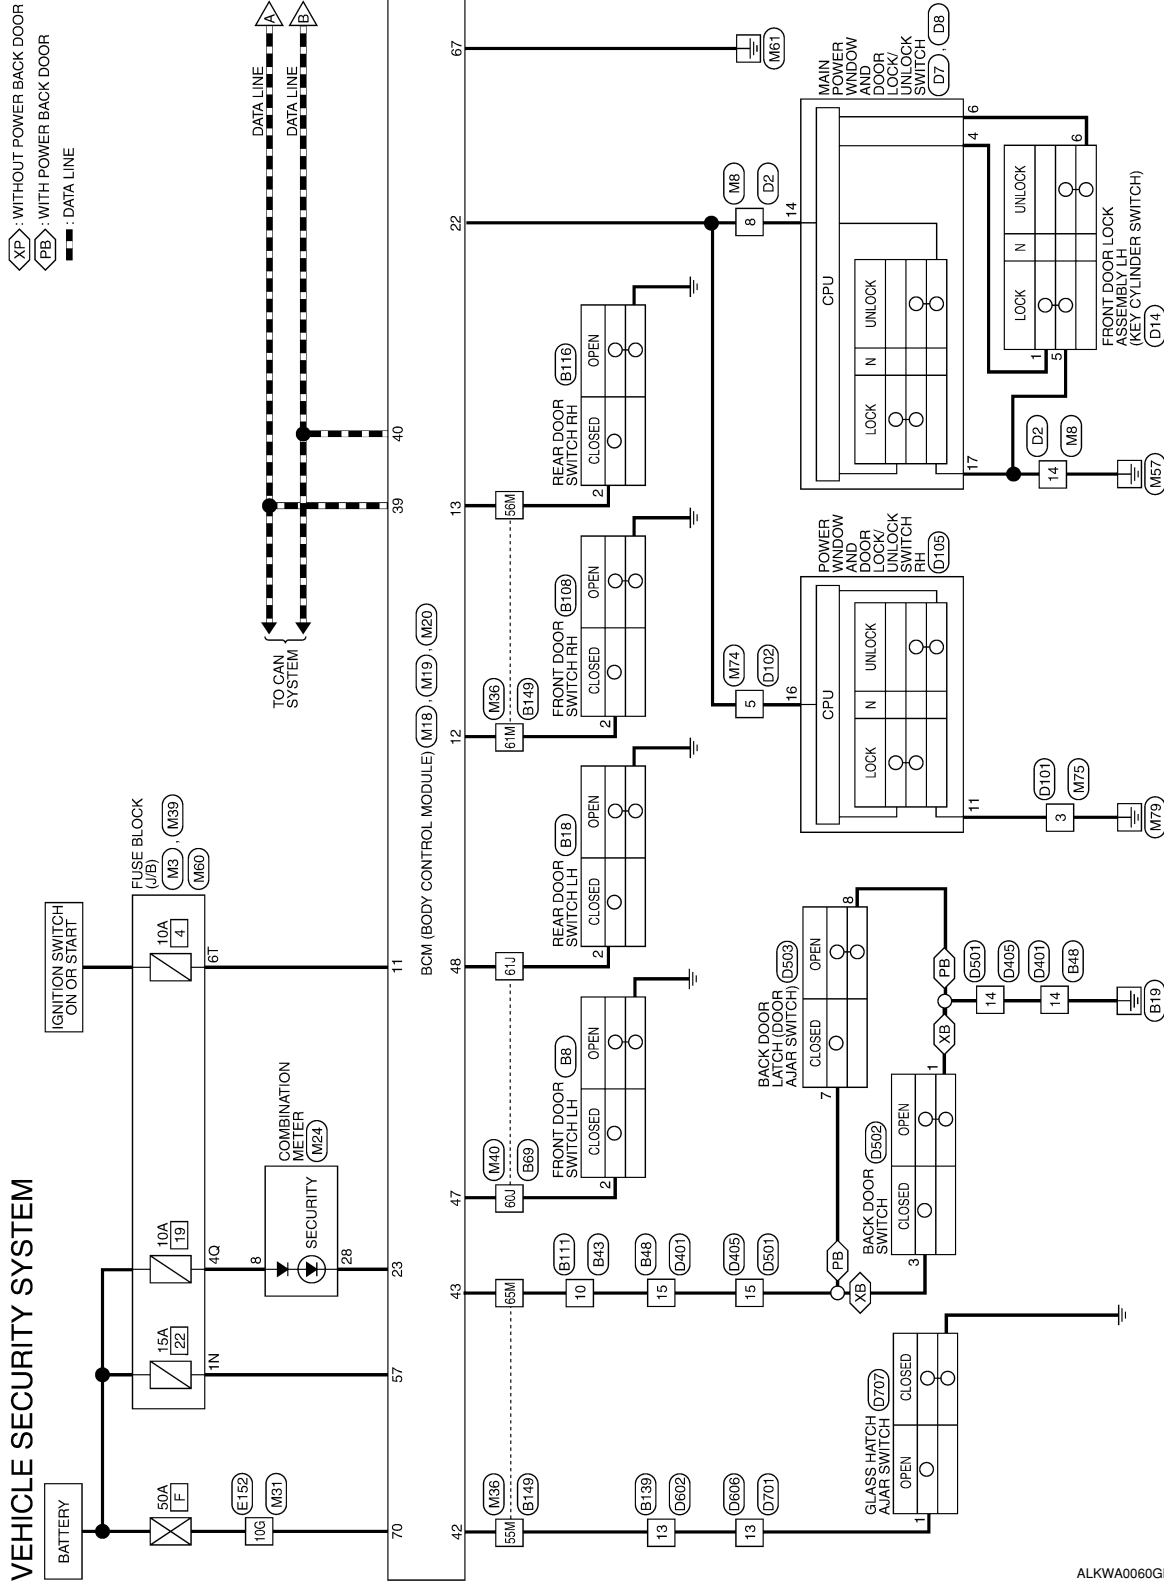 VEHICLE SECURITY SYSTEM
XP : WITHOUT POWER BACK DOOR
PB : WITH POWER BACK DOOR
: DATA LINE
BATTERY
IGNITION SWITCH
ON OR START
50A
F
15A
22
10A
19
10A
4
FUSE BLOCK
(J/B)
M3 , M39
M60
E152
10G
M31
1N
4Q
6T
COMBINATION
METER
M24
8
SECURITY
28
DATA LINE
A
DATA LINE
B
TO CAN
SYSTEM
70
57
23
11
39
40
BCM (BODY CONTROL MODULE) M18 , M19 , M20
42
43
47
48
12
13
22
67
M36
55M
B149
65M
M40
60J
B69
61J
M36
61M
B149
56M
M61
B139
13
D602
D606
13
D701
B111
10
B43
B48
15
D401
D405
15
D501
FRONT DOOR
SWITCH LH
B8
CLOSED
OPEN
2
REAR DOOR
SWITCH LH
B18
CLOSED
OPEN
2
FRONT DOOR
SWITCH RH
B108
CLOSED
OPEN
2
REAR DOOR
SWITCH RH
B116
CLOSED
OPEN
2
GLASS HATCH
AJAR SWITCH
D707
OPEN
CLOSED
1
PB
XB
BACK DOOR
SWITCH
D502
CLOSED
OPEN
3
1
BACK DOOR
LATCH (DOOR
AJAR SWITCH)
D503
CLOSED
OPEN
7
8
XB
PB
D501
14
D405
D401
14
B48
B19
M74
5
D102
16
POWER
WNDOW
AND
DOOR
LOCK/
UNLOCK
SWITCH
RH
D105
CPU
LOCK
N
UNLOCK
11
D101
3
M75
M79
M8
8
D2
14
MAIN
POWER
WNDOW
AND
DOOR
LOCK/
UNLOCK
SWITCH
D7 , D8
CPU
LOCK
N
UNLOCK
17
4
6
D2
14
M8
M57
1
5
6
LOCK
N
UNLOCK
FRONT DOOR LOCK
ASSEMBLY LH
(KEY CYLINDER SWITCH)
D14